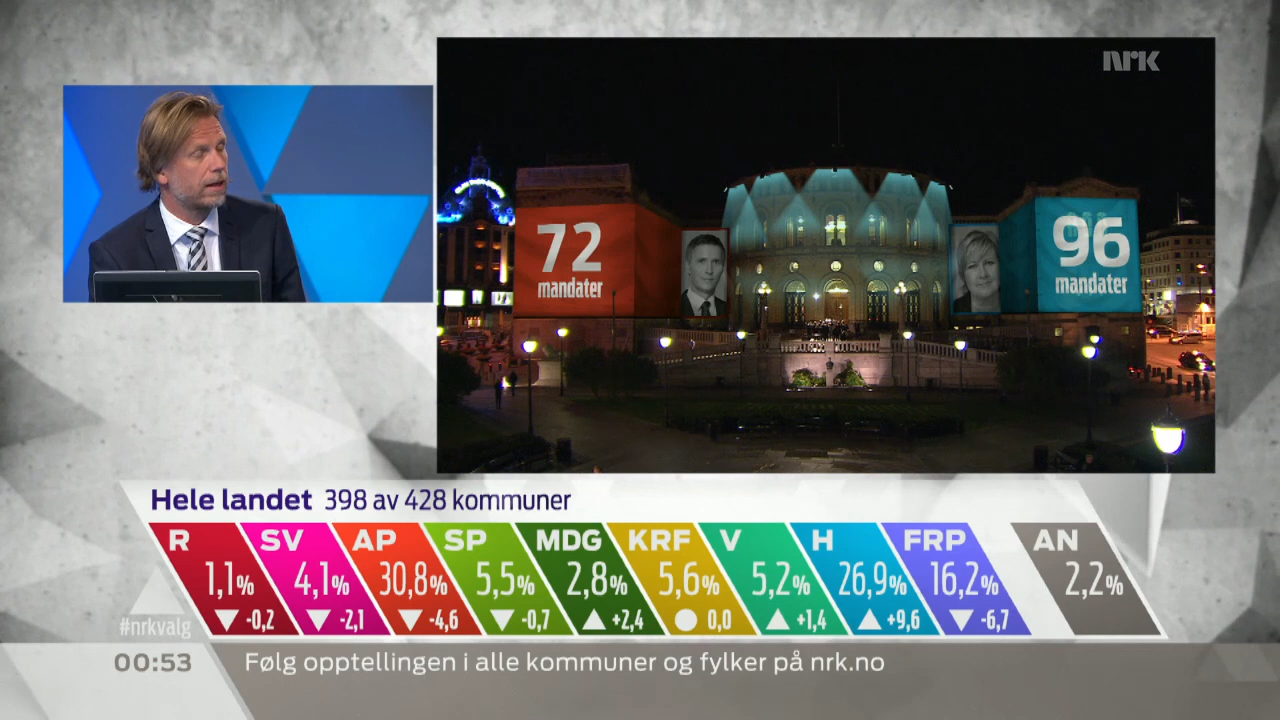 nrk
72
mandater
96
mandater
Hele landet 398 av 428 kommuner
R SV AP SP MDG KRF V H FRP AN
1,1% 4,1% 30,8% 5,5% 2,8% 5,6% 5,2% 26,9% 16,2% 2,2%
-0,2 -2,1 -4,6 -0,7 +2,4 0,0 +1,4 +9,6 -6,7
#nrkvalg
00:53 Følg opptellingen i alle kommuner og fylker på nrk.no